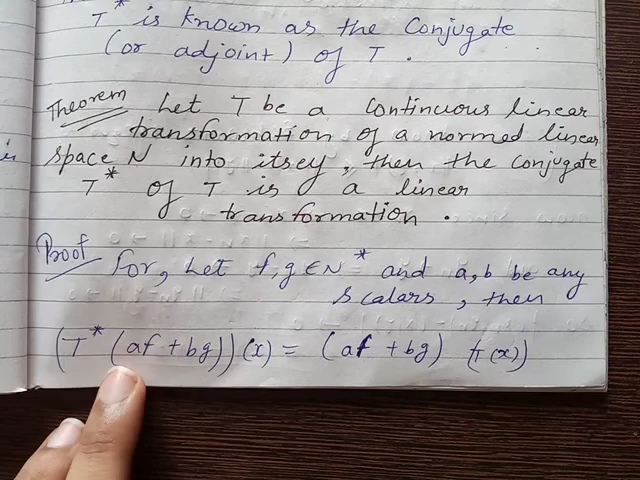 T* is known as the Conjugate
(or adjoint) of T.
Theorem Let T be a continuous linear
transformation of a normed linear
space N into itsey, then the conjugate
T* of T is a linear
transformation.
Proof For, Let f,g ∈ N* and a,b be any
scalars, then
(T*(af + bg))(x) = (af + bg) (T(x))